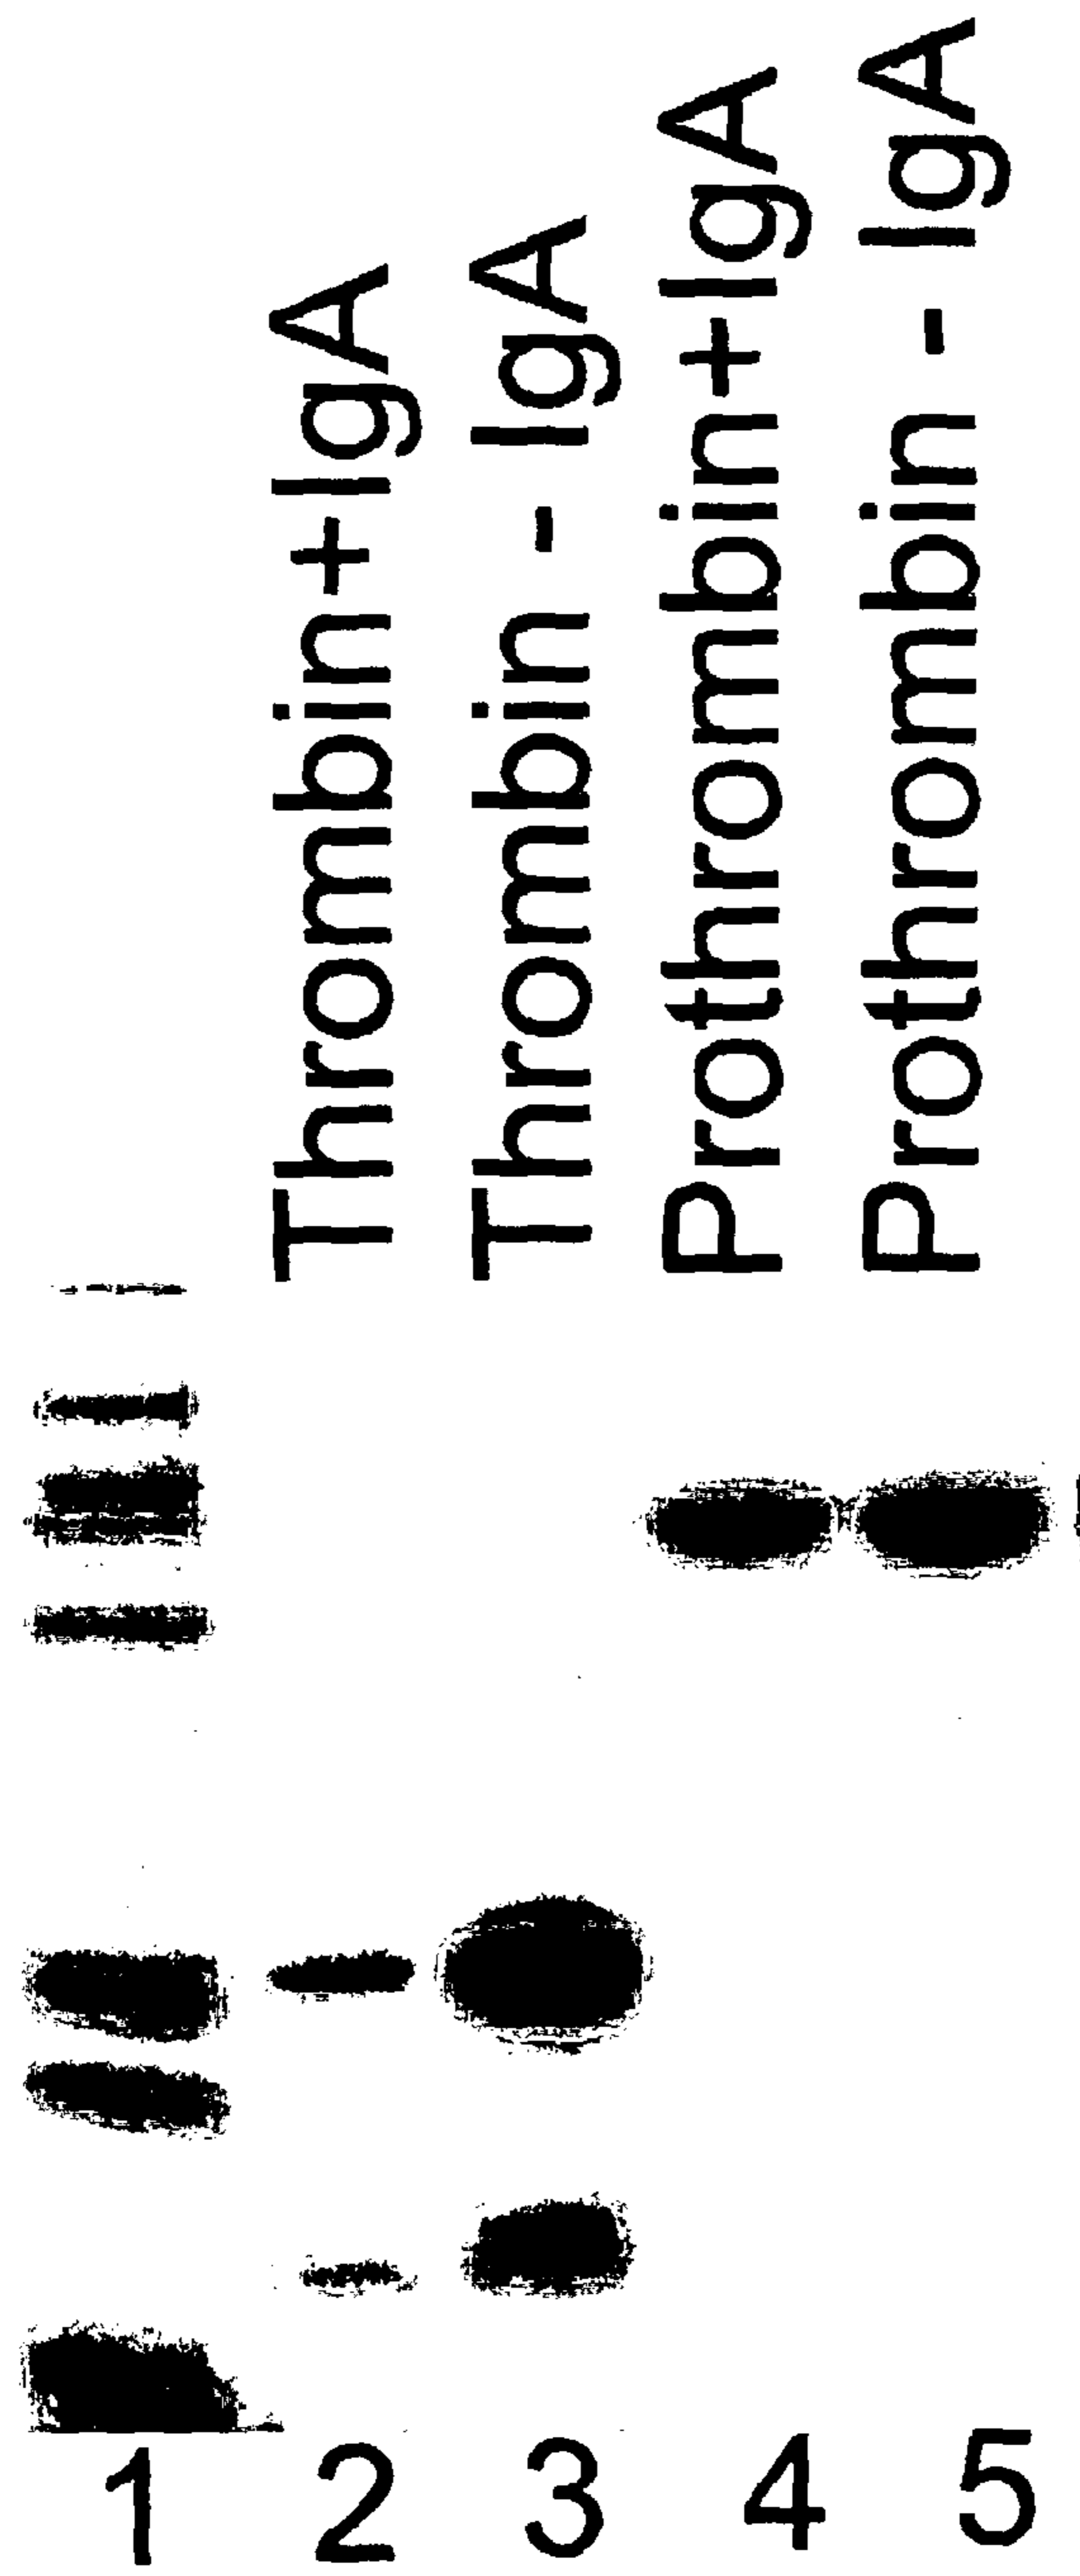 Thrombin+IgA
Thrombin - IgA
Prothrombin+IgA
Prothrombin - IgA
1 2 3 4 5